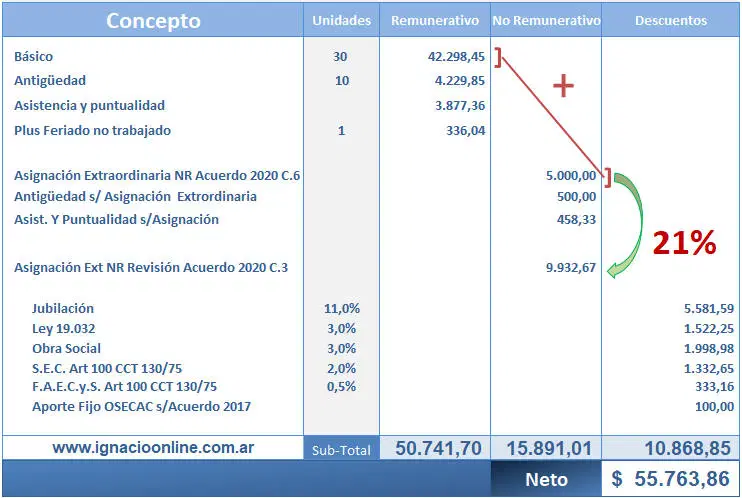 Concepto Unidades Remunerativo No Remunerativo Descuentos
Básico 30 42.298,45
Antigüedad 10 4.229,85
+
Asistencia y puntualidad 3.877,36
Plus Feriado no trabajado 1 336,04
Asignación Extraordinaria NR Acuerdo 2020 C.6 5.000,00
Antigüedad s/ Asignación Extrordinaria 500,00
Asist. Y Puntualidad s/Asignación 458,33
21%
Asignación Ext NR Revisión Acuerdo 2020 C.3 9.932,67
Jubilación 11,0% 5.581,59
Ley 19.032 3,0% 1.522,25
Obra Social 3,0% 1.998,98
S.E.C. Art 100 CCT 130/75 2,0% 1.332,65
F.A.E.C.y.S. Art 100 CCT 130/75 0,5% 333,16
Aporte Fijo OSECAC s/Acuerdo 2017 100,00
www.ignacioonline.com.ar Sub-Total 50.741,70 15.891,01 10.868,85
Neto $ 55.763,86